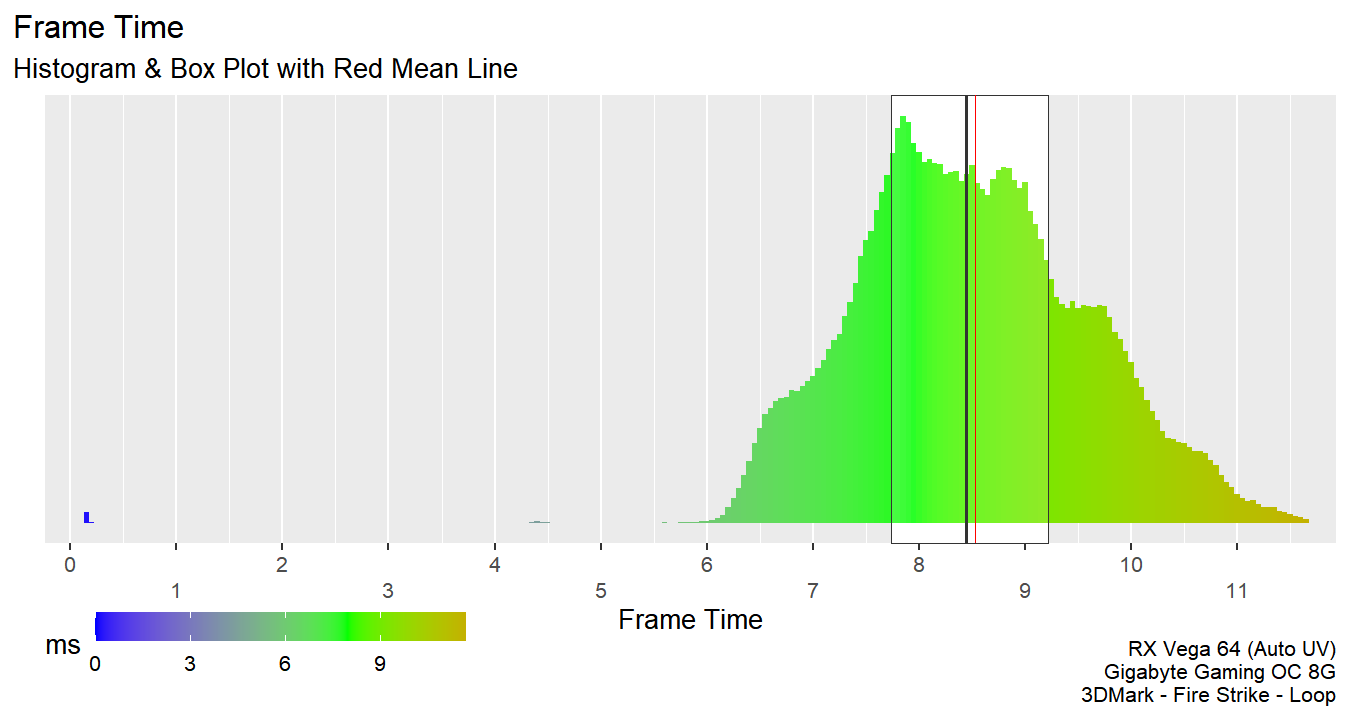 Frame Time
Histogram & Box Plot with Red Mean Line
0 2 4 6 8 10
1 3 5 7 9 11
Frame Time
ms
0 3 6 9
RX Vega 64 (Auto UV)
Gigabyte Gaming OC 8G
3DMark - Fire Strike - Loop